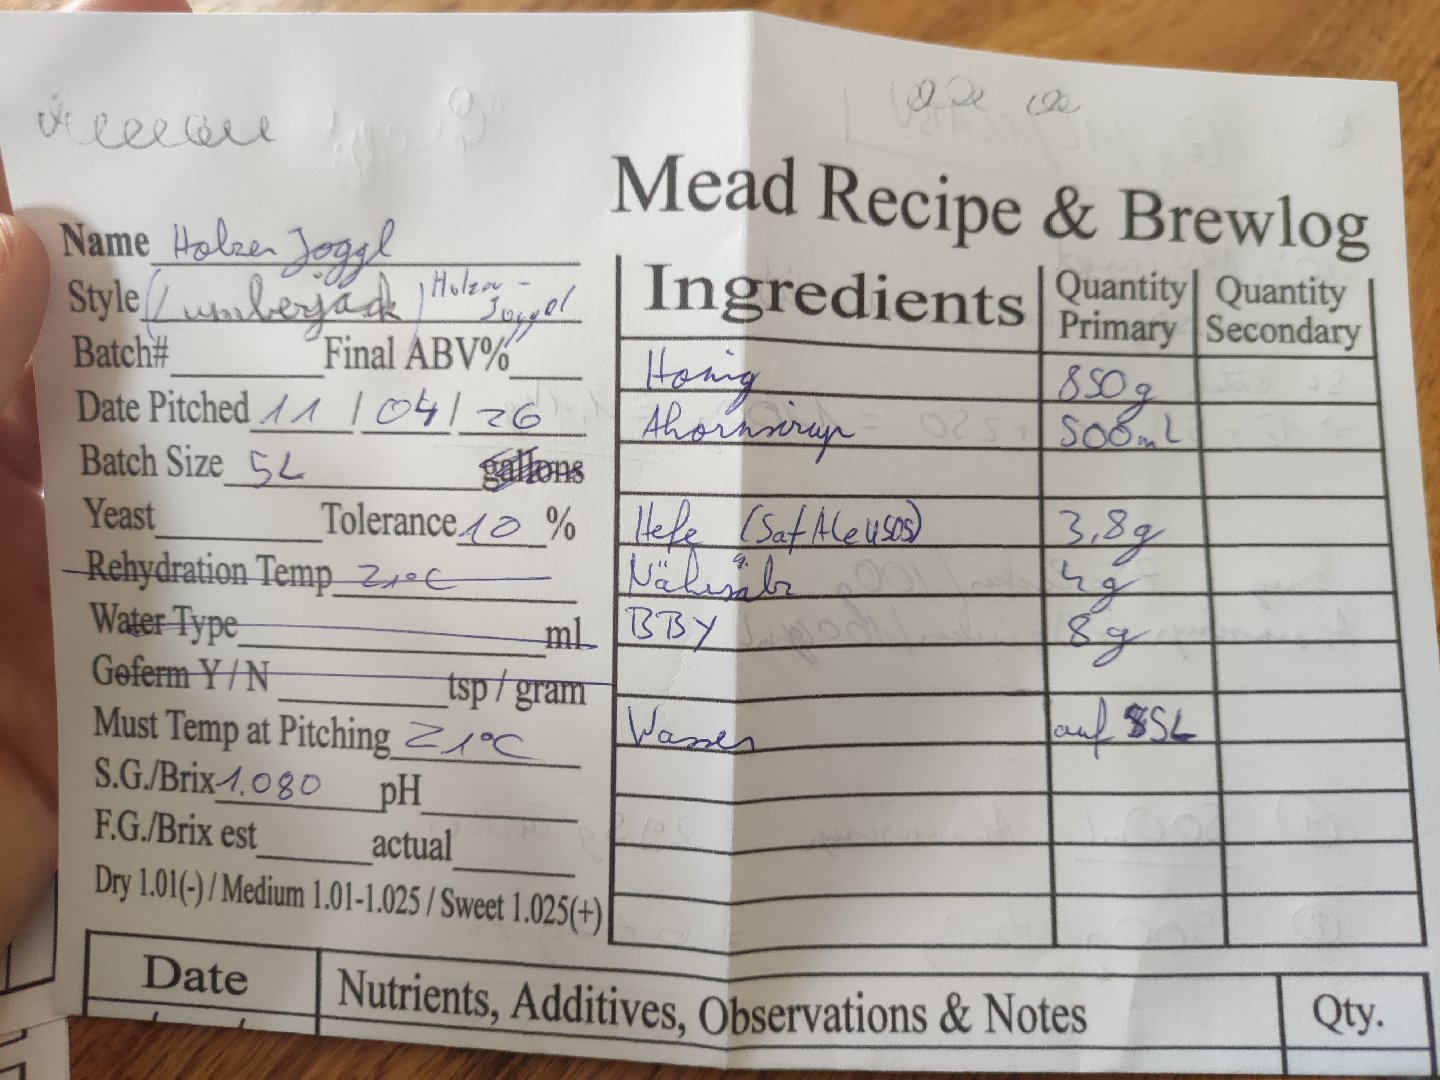 Mead Recipe & Brewlog
Name Holzer Joggl
Style (Lumberjack) Holzer-Joggl
Batch# Final ABV%
Date Pitched 11 / 04 / 26
Batch Size 5L gallons
Yeast Tolerance 10 %
Rehydration Temp 21°C
Water Type ml
Goferm Y / N tsp / gram
Must Temp at Pitching 21°C
S.G./Brix 1.080 pH
F.G./Brix est actual
Dry 1.01(-) / Medium 1.01-1.025 / Sweet 1.025(+)
Ingredients Quantity Primary Quantity Secondary
Honig 850g
Ahornsirup 500mL
Hefe (SafAle US05) 3,8g
Nährsalz 4g
BBY 8g
Wasser auf 5L
Date Nutrients, Additives, Observations & Notes Qty.